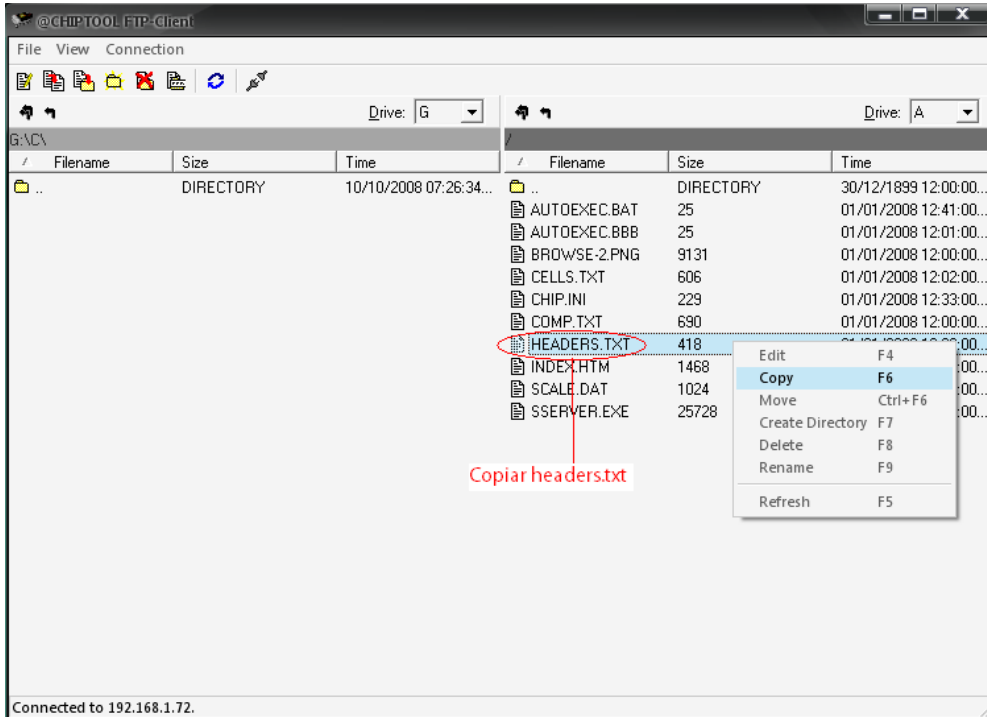 @CHIPTOOL FTP-Client
File View Connection
Drive: G
Drive: A
G:\C\
/
/ Filename Size Time
/ Filename Size Time
.. DIRECTORY 10/10/2008 07:26:34...
.. DIRECTORY 30/12/1899 12:00:00...
AUTOEXEC.BAT 25 01/01/2008 12:41:00...
AUTOEXEC.BBB 25 01/01/2008 12:01:00...
BROWSE-2.PNG 9131 01/01/2008 12:00:00...
CELLS.TXT 606 01/01/2008 12:02:00...
CHIP.INI 229 01/01/2008 12:33:00...
COMP.TXT 690 01/01/2008 12:00:00...
HEADERS.TXT 418 :00...
INDEX.HTM 1468 :00...
SCALE.DAT 1024 :00...
SSERVER.EXE 25728 :00...
Edit F4
Copy F6
Move Ctrl+F6
Create Directory F7
Delete F8
Rename F9
Refresh F5
Copiar headers.txt
Connected to 192.168.1.72.